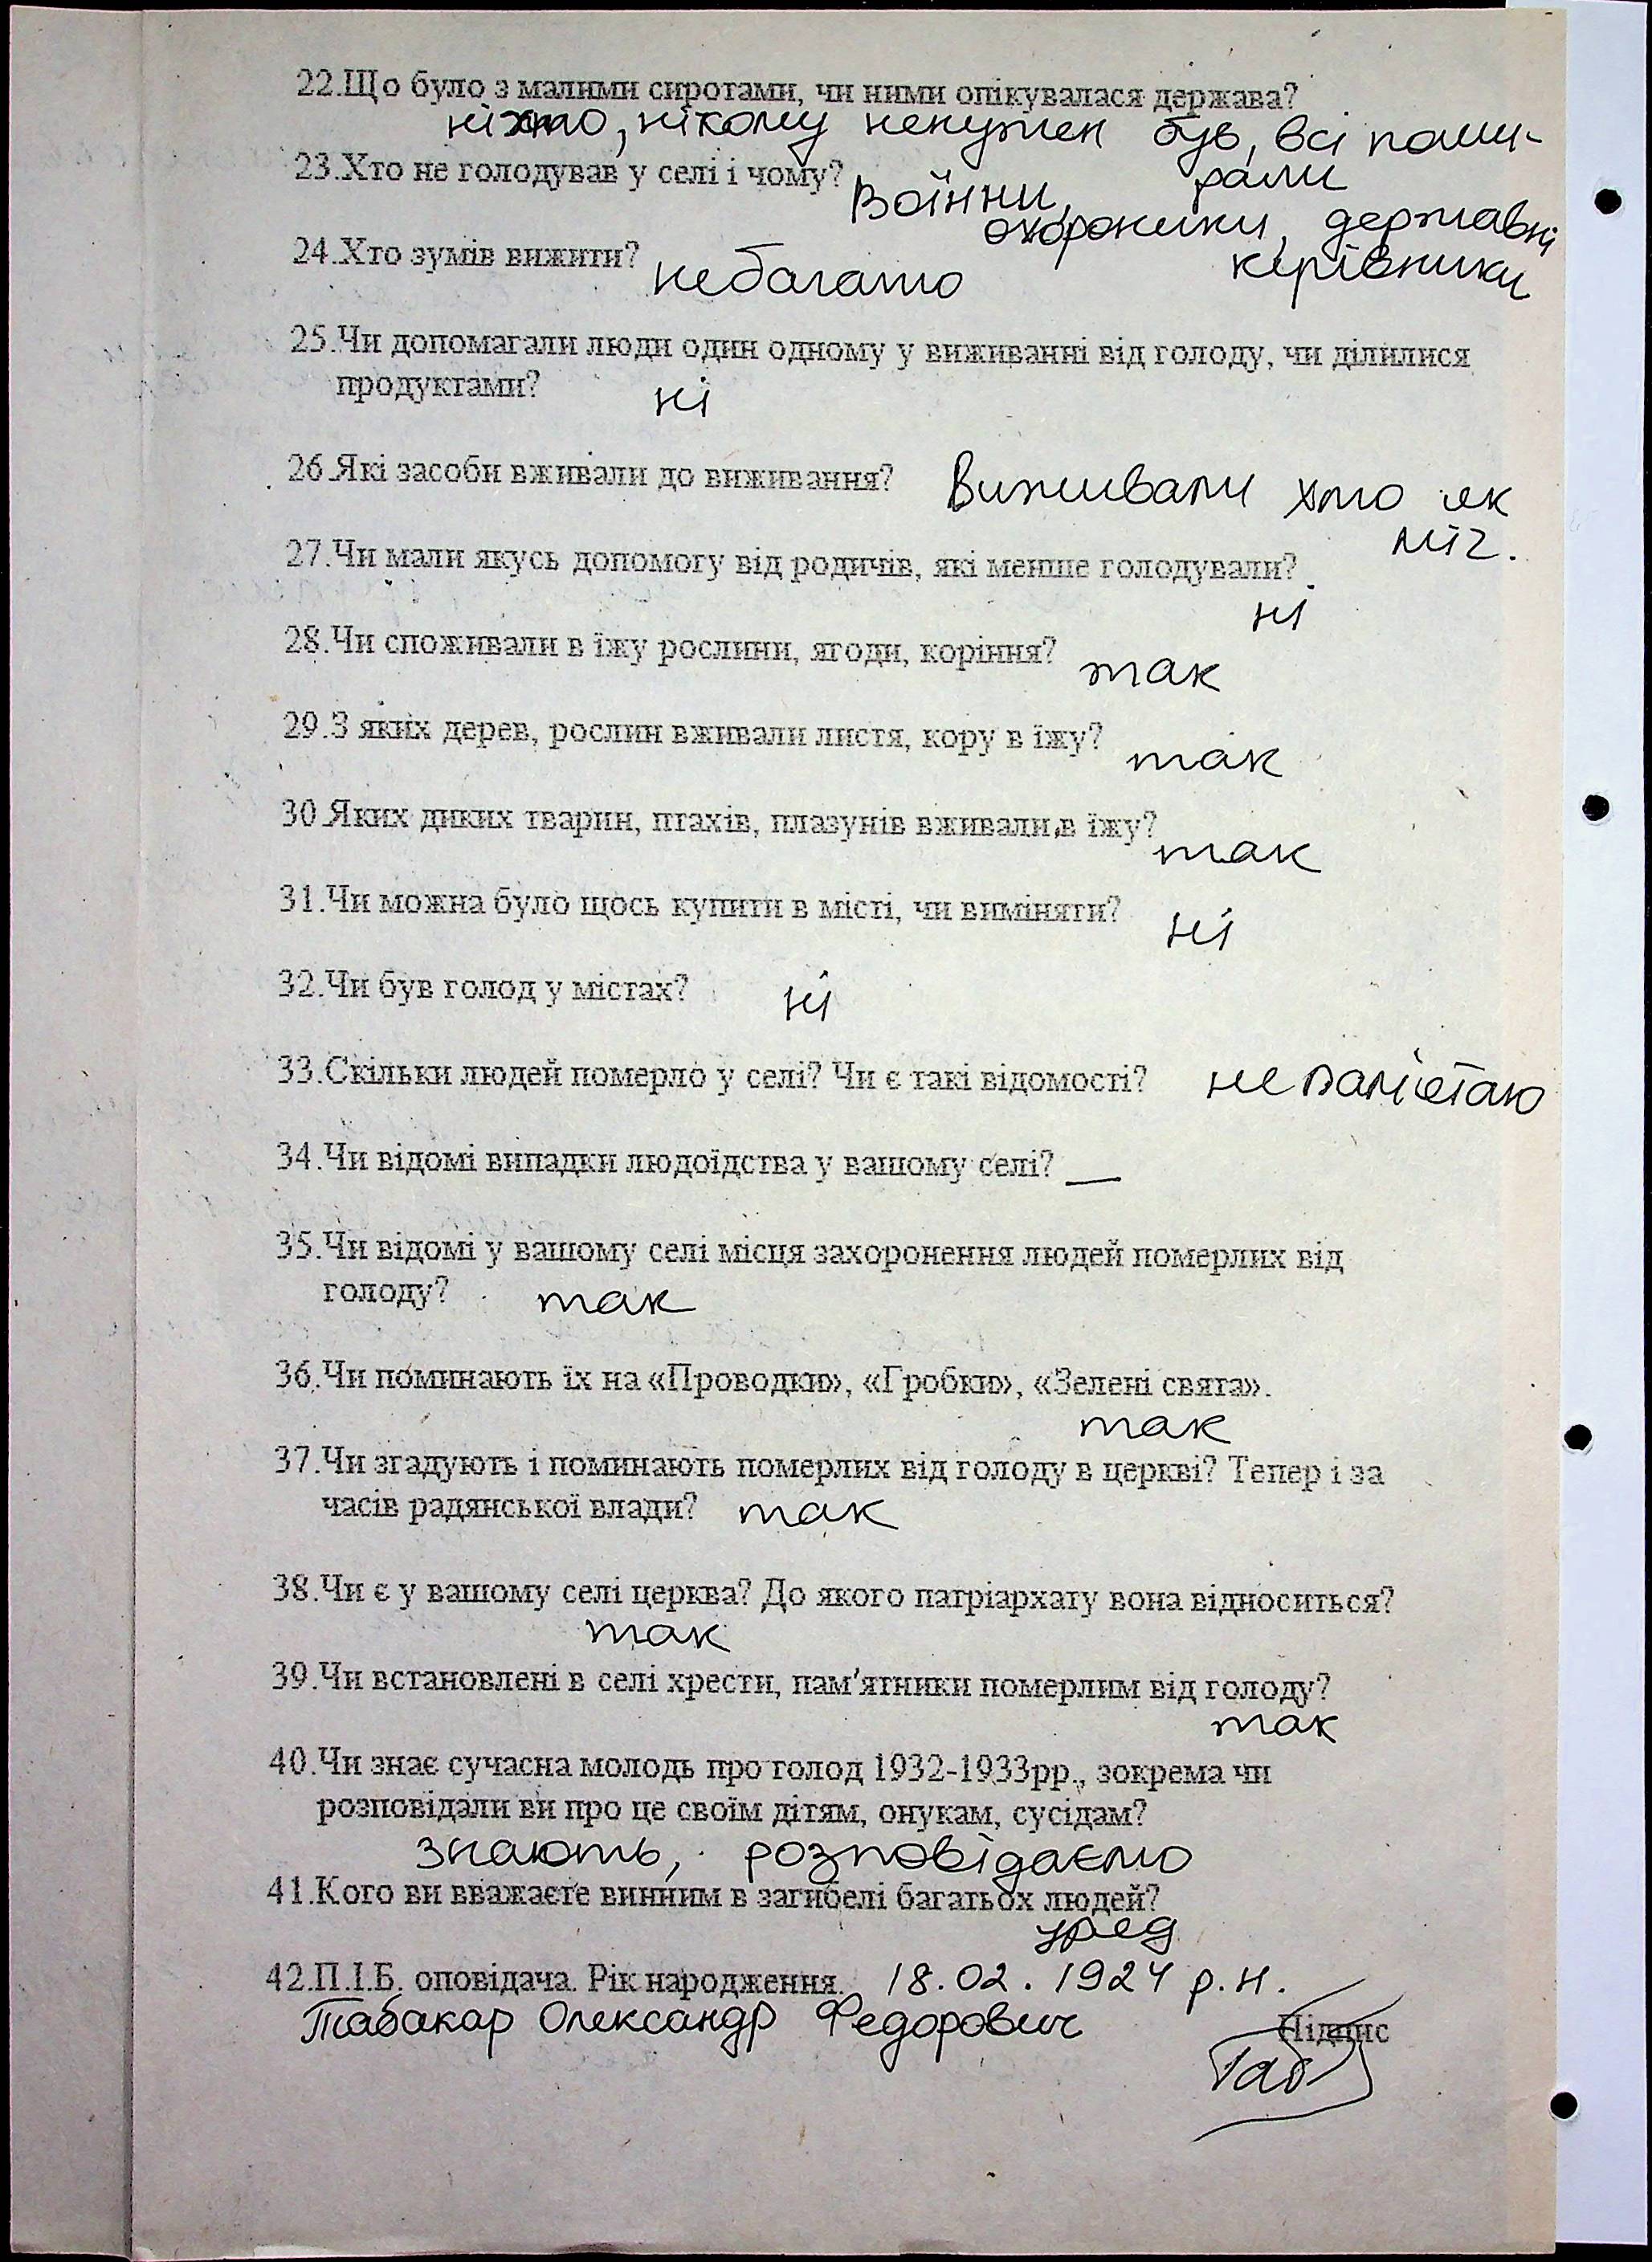 22.Що було з малими сиротами, чи ними опікувалася держава?
ніхто, нікому ненужен був, всі поми-
рали
23.Хто не голодував у селі і чому?
Воїнни,
охороники, державні
керівники
24.Хто зумів вижити?
небагато
25.Чи допомагали люди один одному у виживанні від голоду, чи ділилися
продуктами?
ні
26.Які засоби вживали до виживання?
Виживали хто як
міг.
27.Чи мали якусь допомогу від родичів, які менше голодували?
ні
28.Чи споживали в їжу рослини, ягоди, коріння?
так
29.З яких дерев, рослин вживали листя, кору в їжу?
так
30.Яких диких тварин, птахів, плазунів вживали в їжу?
так
31.Чи можна було щось купити в місті, чи виміняти?
ні
32.Чи був голод у містах?
ні
33.Скільки людей померло у селі? Чи є такі відомості?
не памíятаю
34.Чи відомі випадки людоїдства у вашому селі? —
35.Чи відомі у вашому селі місця захоронення людей померлих від
голоду?
так
36.Чи поминають їх на «Проводки», «Гробки», «Зелені свята».
так
37.Чи згадують і поминають померлих від голоду в церкві? Тепер і за
часів радянської влади?
так
38.Чи є у вашому селі церква? До якого патріархату вона відноситься?
так
39.Чи встановлені в селі хрести, пам'ятники померлим від голоду?
так
40.Чи знає сучасна молодь про голод 1932-1933рр., зокрема чи
розповідали ви про це своїм дітям, онукам, сусідам?
знають, розповідаємо
41.Кого ви вважаєте винним в загибелі багатьох людей?
уряд
42.П.І.Б. оповідача. Рік народження. 18.02.1924 р.н.
Табакар Олександр Федорович
Підпис
Таб